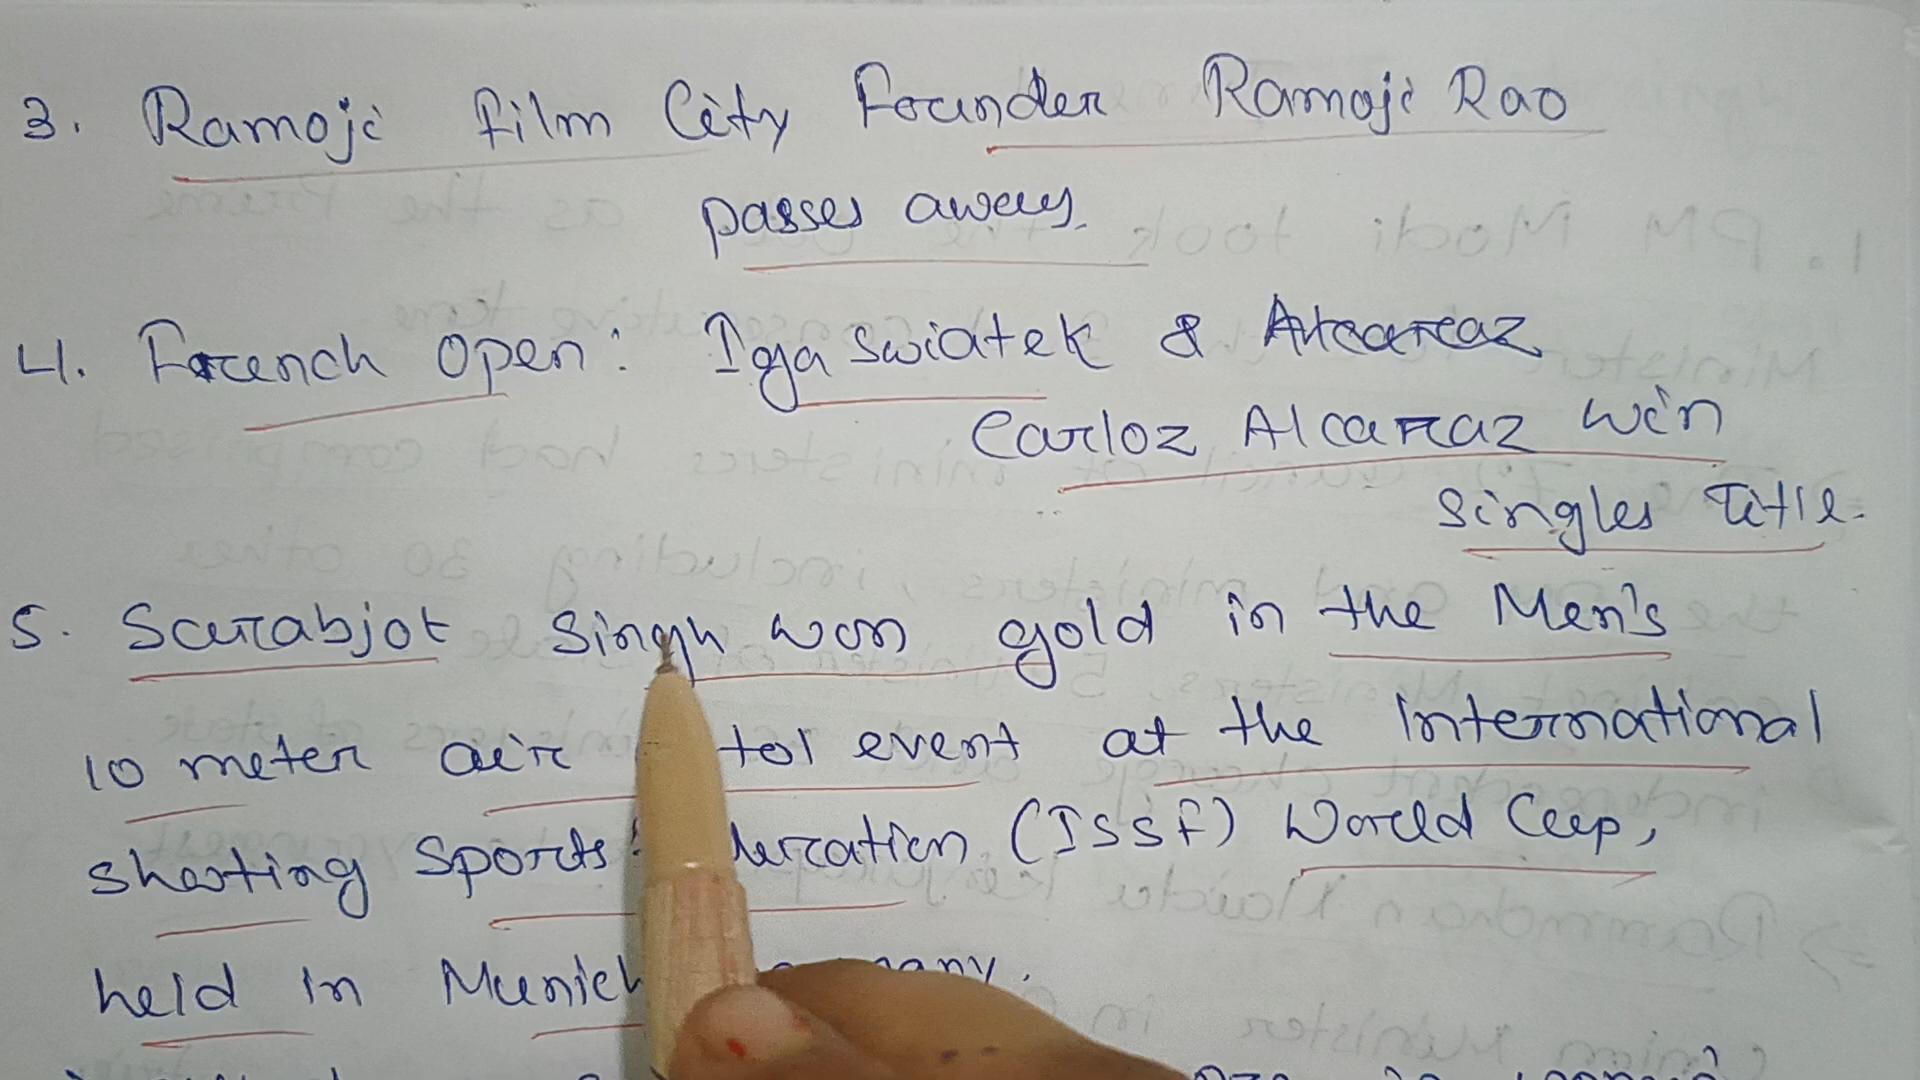 3. Ramoji Film City Founder Ramoji Rao
passes away.
4. French Open: Iga Swiatek & Alcaraz
Carloz Alcaraz win
singles Title.
5. Sarabjot Singh won gold in the Men's
10 meter air tol event at the International
shooting Sports deration (ISSF) World Cup,
held in Munich many.